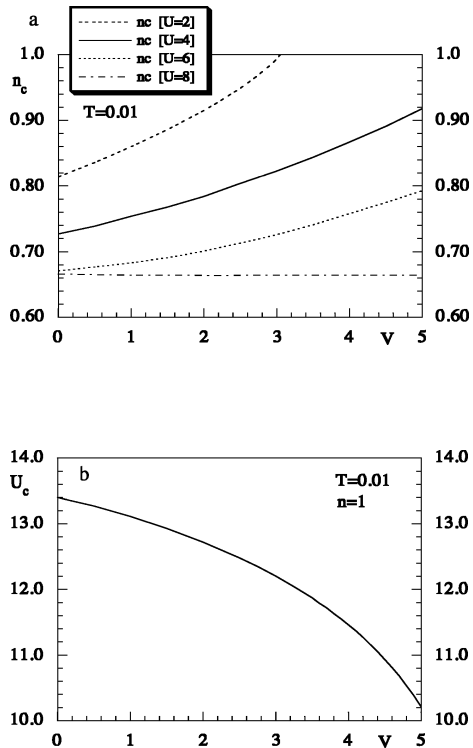 a
nc [U=2]
nc [U=4]
nc [U=6]
nc [U=8]
1.0 1.0
n_c
T=0.01
0.90 0.90
0.80 0.80
0.70 0.70
0.60 0.60
0 1 2 3 4 V 5
14.0 b 14.0
U_c T=0.01
n=1
13.0 13.0
12.0 12.0
11.0 11.0
10.0 10.0
0 1 2 3 4 V 5